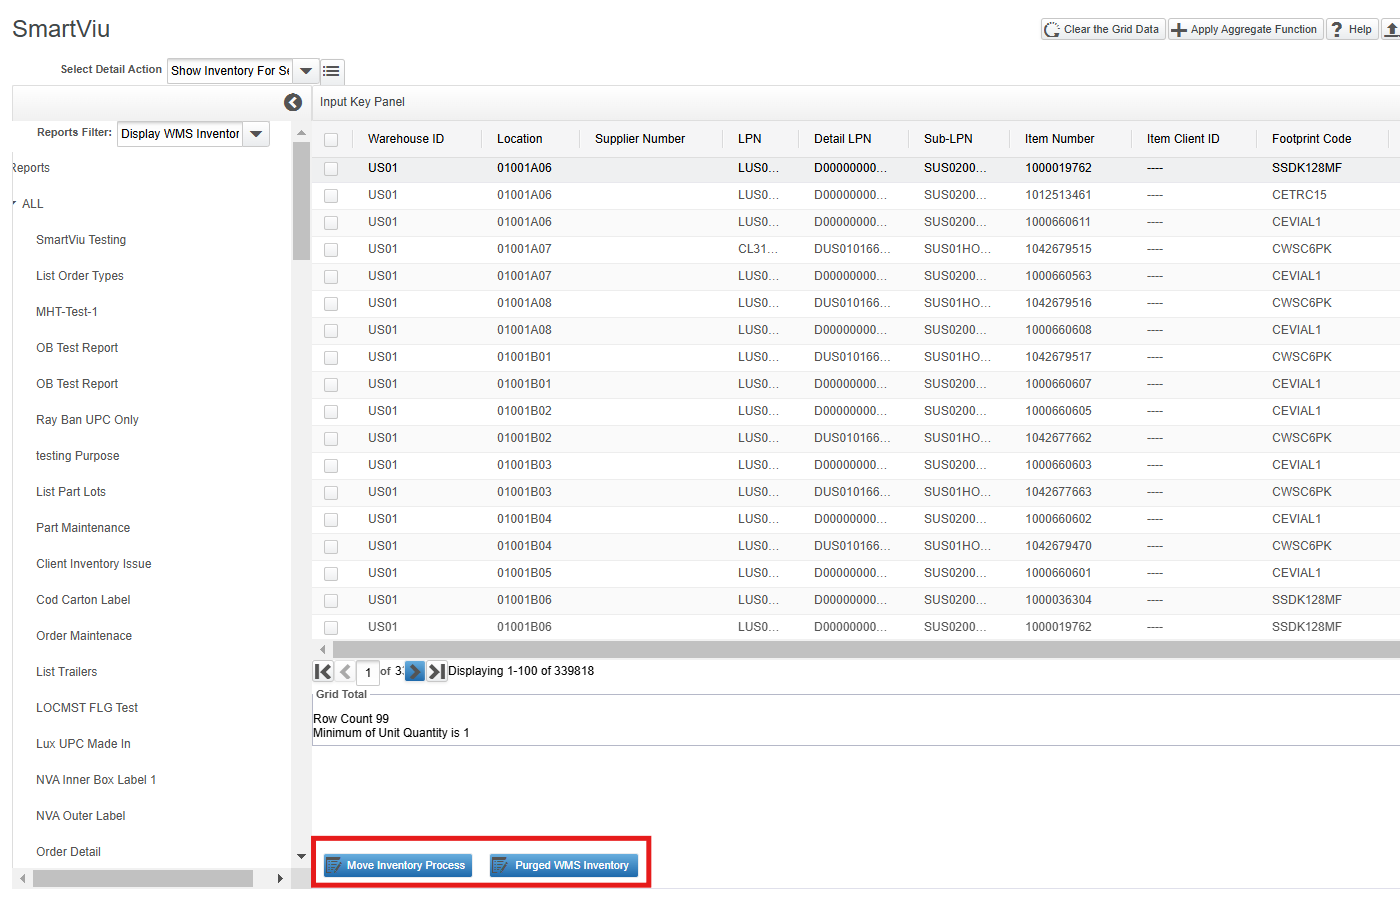 SmartViu
Clear the Grid Data Apply Aggregate Function ? Help
Select Detail Action Show Inventory For Se
Input Key Panel
Reports Filter: Display WMS Inventor
Reports
ALL
SmartViu Testing
List Order Types
MHT-Test-1
OB Test Report
OB Test Report
Ray Ban UPC Only
testing Purpose
List Part Lots
Part Maintenance
Client Inventory Issue
Cod Carton Label
Order Maintenace
List Trailers
LOCMST FLG Test
Lux UPC Made In
NVA Inner Box Label 1
NVA Outer Label
Order Detail
Warehouse ID Location Supplier Number LPN Detail LPN Sub-LPN Item Number Item Client ID Footprint Code
US01 01001A06 LUS0... D00000000... SUS0200... 1000019762 ---- SSDK128MF
US01 01001A06 LUS0... D00000000... SUS0200... 1012513461 ---- CETRC15
US01 01001A06 LUS0... D00000000... SUS0200... 1000660611 ---- CEVIAL1
US01 01001A07 CL31... DUS010166... SUS01HO... 1042679515 ---- CWSC6PK
US01 01001A07 LUS0... D00000000... SUS0200... 1000660563 ---- CEVIAL1
US01 01001A08 LUS0... DUS010166... SUS01HO... 1042679516 ---- CWSC6PK
US01 01001A08 LUS0... D00000000... SUS0200... 1000660608 ---- CEVIAL1
US01 01001B01 LUS0... DUS010166... SUS01HO... 1042679517 ---- CWSC6PK
US01 01001B01 LUS0... D00000000... SUS0200... 1000660607 ---- CEVIAL1
US01 01001B02 LUS0... D00000000... SUS0200... 1000660605 ---- CEVIAL1
US01 01001B02 LUS0... DUS010166... SUS01HO... 1042677662 ---- CWSC6PK
US01 01001B03 LUS0... D00000000... SUS0200... 1000660603 ---- CEVIAL1
US01 01001B03 LUS0... DUS010166... SUS01HO... 1042677663 ---- CWSC6PK
US01 01001B04 LUS0... D00000000... SUS0200... 1000660602 ---- CEVIAL1
US01 01001B04 LUS0... DUS010166... SUS01HO... 1042679470 ---- CWSC6PK
US01 01001B05 LUS0... D00000000... SUS0200... 1000660601 ---- CEVIAL1
US01 01001B06 LUS0... D00000000... SUS0200... 1000036304 ---- SSDK128MF
US01 01001B06 LUS0... D00000000... SUS0200... 1000019762 ---- SSDK128MF
1 of Displaying 1-100 of 339818
Grid Total
Row Count 99
Minimum of Unit Quantity is 1
Move Inventory Process Purged WMS Inventory